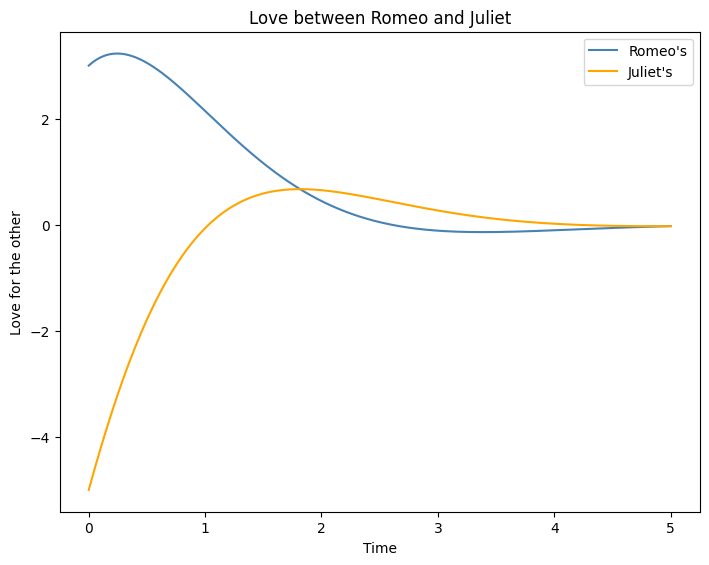 Love between Romeo and Juliet
Romeo's
Juliet's
Love for the other
2
0
−2
−4
0 1 2 3 4 5
Time